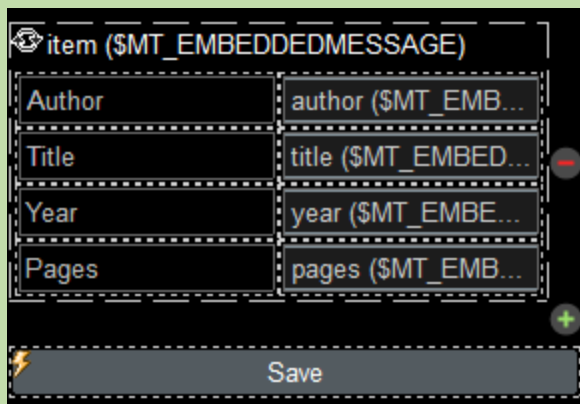 item ($MT_EMBEDDEDMESSAGE)
Author author ($MT_EMB...
Title title ($MT_EMBED...
Year year ($MT_EMBE...
Pages pages ($MT_EMB...
Save